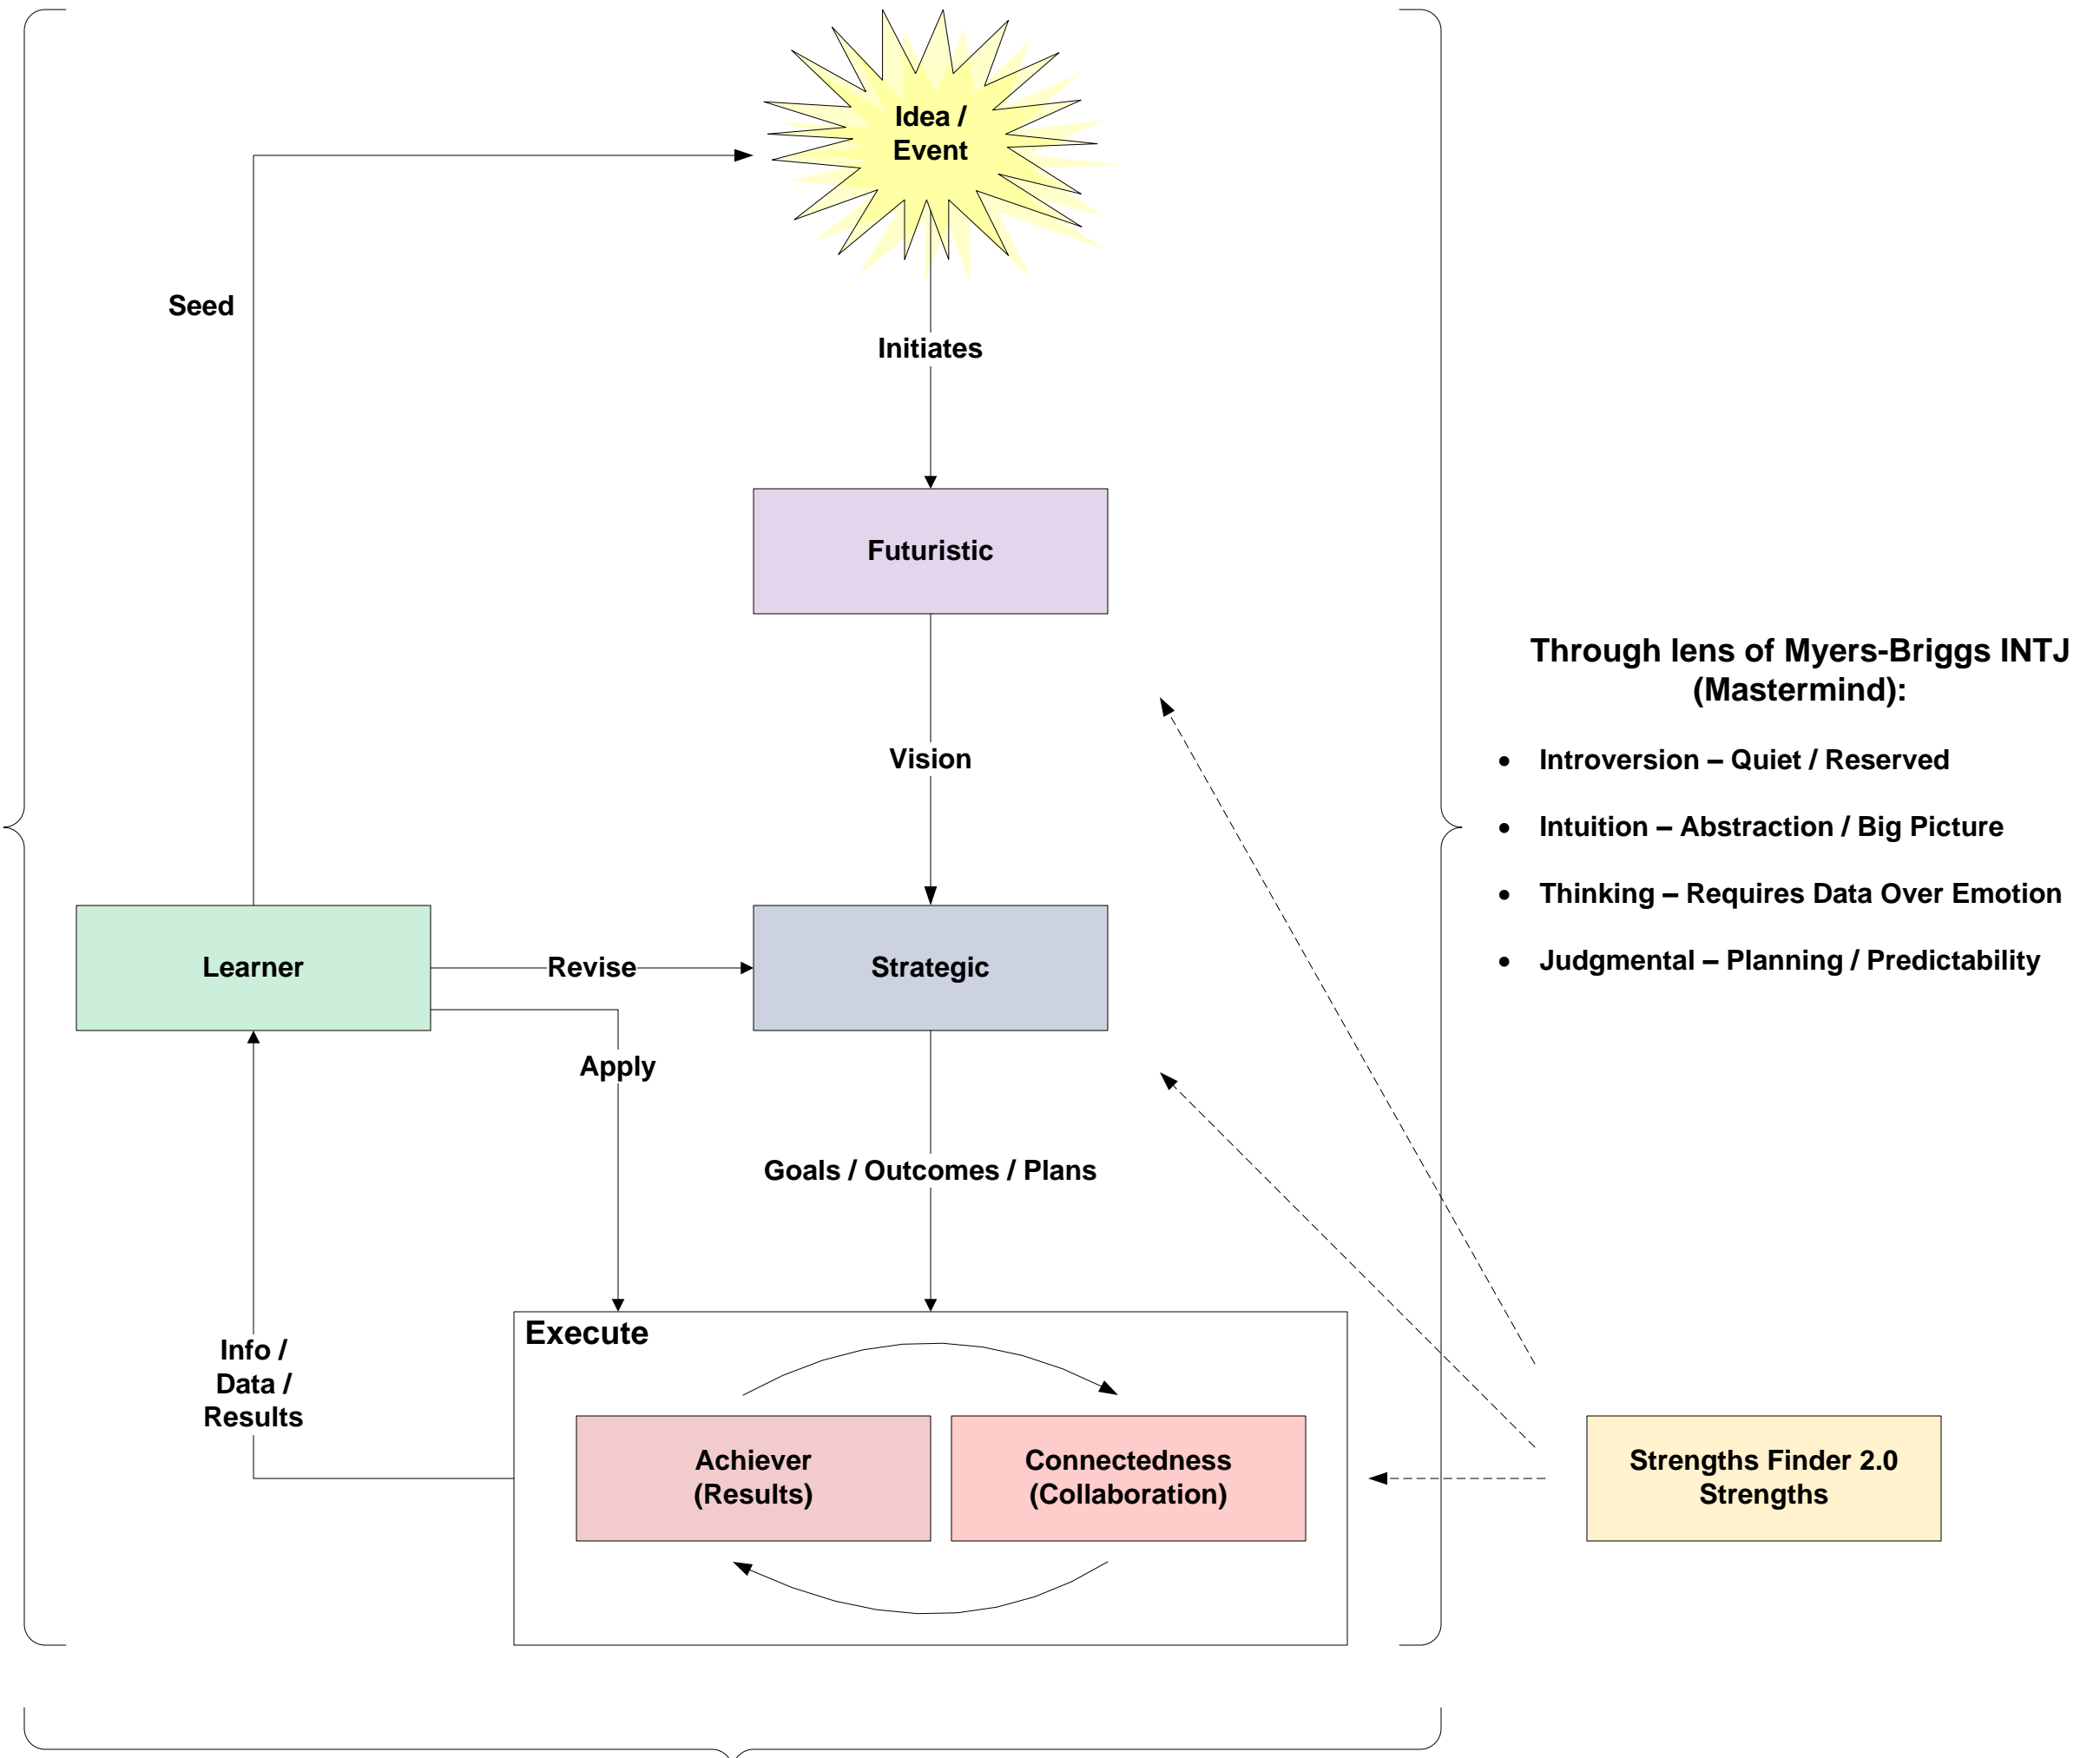 Idea /
Event
Seed
Initiates
Futuristic
Through lens of Myers-Briggs INTJ
(Mastermind):
Vision
• Introversion – Quiet / Reserved
• Intuition – Abstraction / Big Picture
• Thinking – Requires Data Over Emotion
• Judgmental – Planning / Predictability
Learner
Revise
Strategic
Apply
Goals / Outcomes / Plans
Execute
Info /
Data /
Results
Achiever
(Results)
Connectedness
(Collaboration)
Strengths Finder 2.0
Strengths